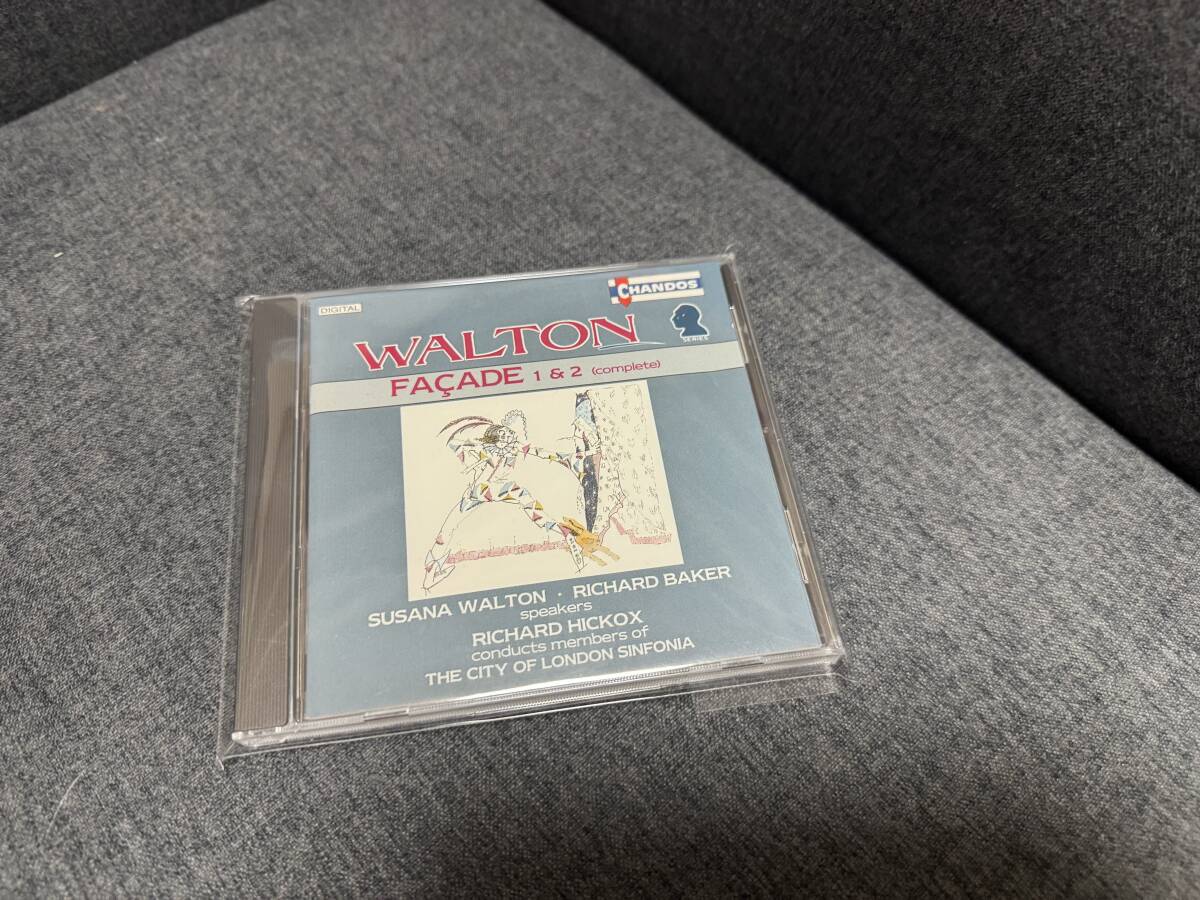 DIGITAL
CHANDOS
WALTON
SERIES
FAÇADE 1 & 2 (complete)
SUSANA WALTON · RICHARD BAKER
speakers
RICHARD HICKOX
conducts members of
THE CITY OF LONDON SINFONIA